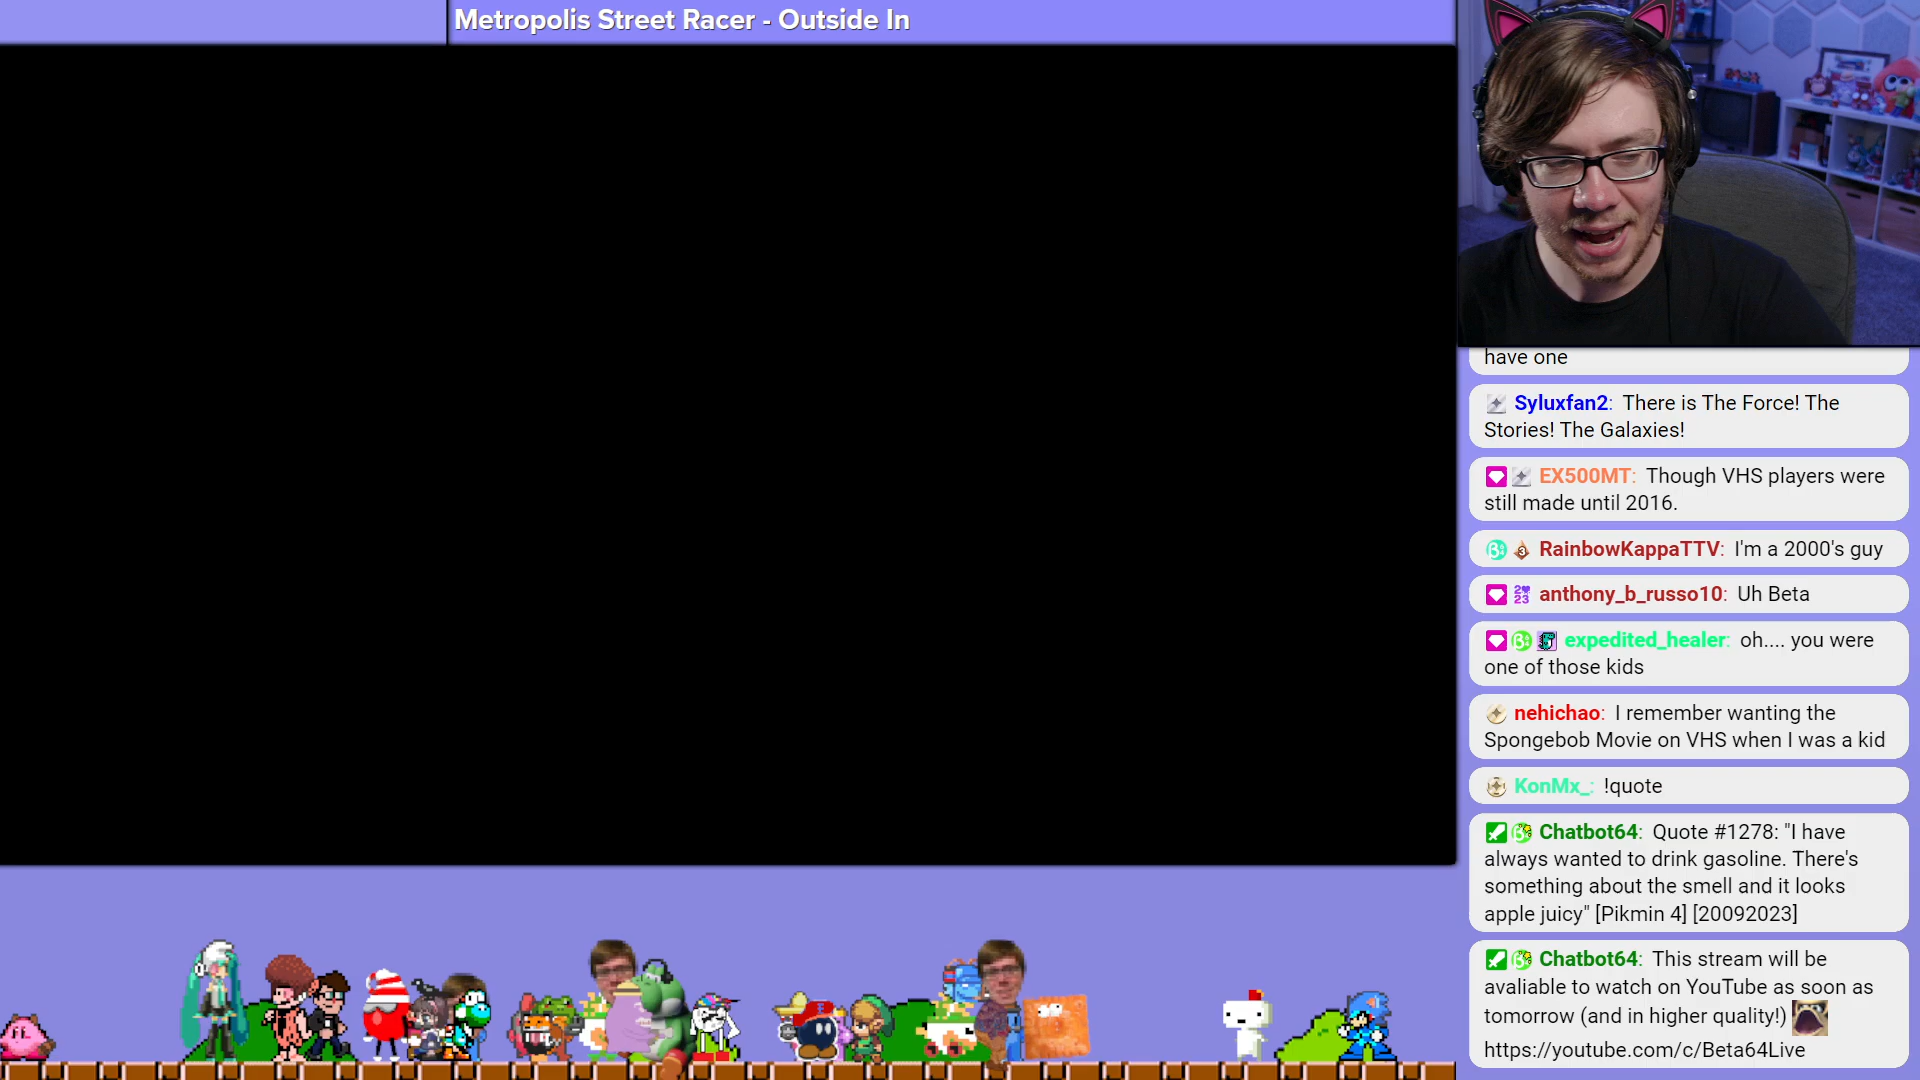 Metropolis Street Racer - Outside In
have one
Syluxfan2: There is The Force! The
Stories! The Galaxies!
EX500MT: Though VHS players were
still made until 2016.
RainbowKappaTTV: I'm a 2000's guy
anthony_b_russo10: Uh Beta
expedited_healer: oh.... you were
one of those kids
nehichao: I remember wanting the
Spongebob Movie on VHS when I was a kid
KonMx_: !quote
Chatbot64: Quote #1278: "I have
always wanted to drink gasoline. There's
something about the smell and it looks
apple juicy" [Pikmin 4] [20092023]
Chatbot64: This stream will be
avaliable to watch on YouTube as soon as
tomorrow (and in higher quality!)
https://youtube.com/c/Beta64Live